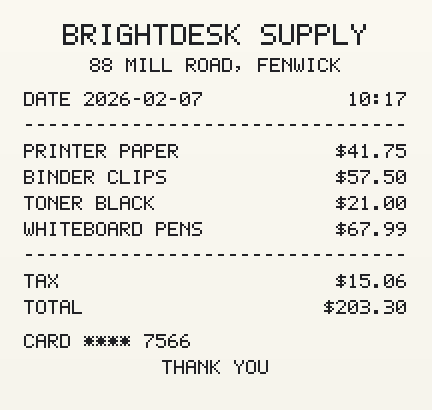 BRIGHTDESK SUPPLY
88 MILL ROAD, FENWICK
DATE 2026-02-07 10:17
--------------------------------
PRINTER PAPER $41.75
BINDER CLIPS $57.50
TONER BLACK $21.00
WHITEBOARD PENS $67.99
--------------------------------
TAX $15.06
TOTAL $203.30
CARD **** 7566
THANK YOU